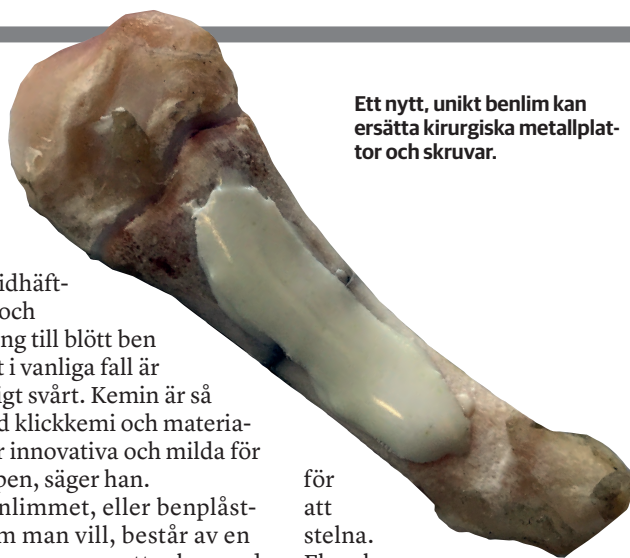 Ett nytt, unikt benlim kan
ersätta kirurgiska metallplat-
tor och skruvar.
idhäft-
och
ng till blött ben
t i vanliga fall är
igt svårt. Kemin är så
d klickkemi och materia-
r innovativa och milda för
pen, säger han.
nlimmet, eller benplåst-
m man vill, består av en
för
att
stelna.